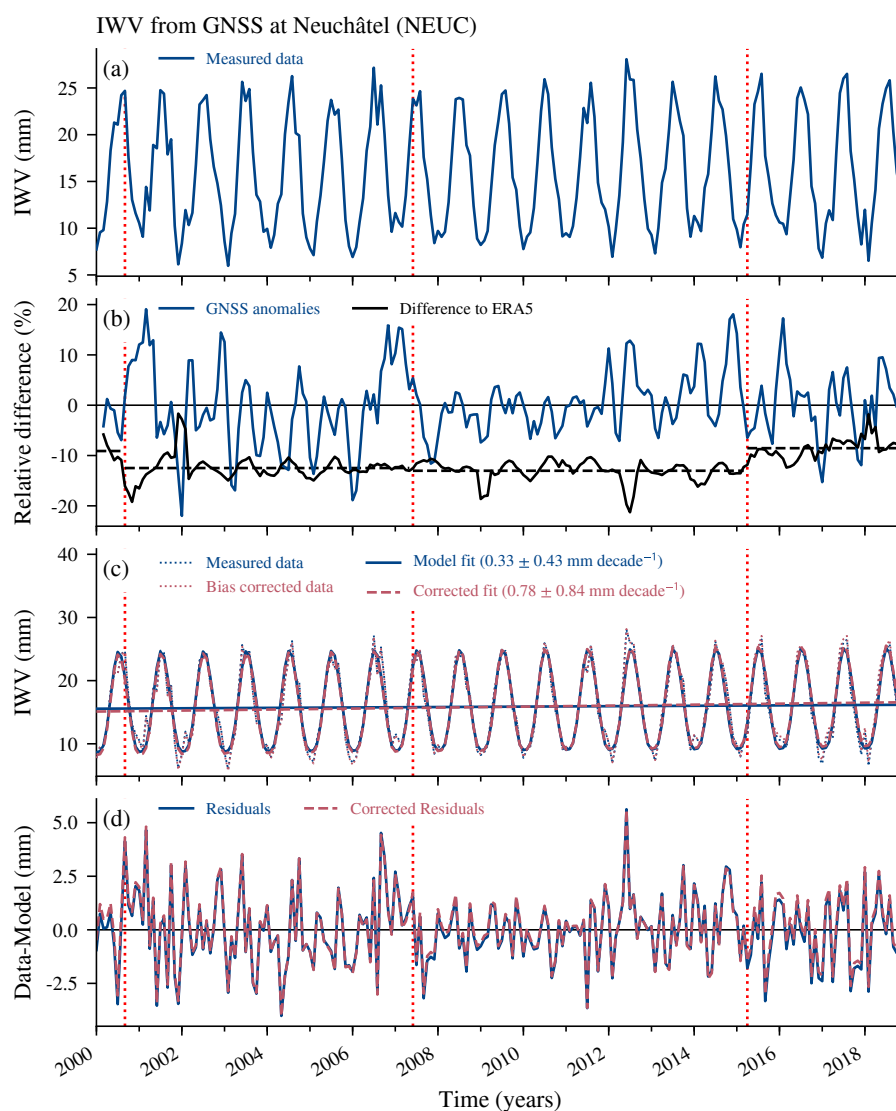 IWV from GNSS at Neuchâtel (NEUC)
(a)
Measured data
25
20
15
10
5
IWV (mm)
(b)
GNSS anomalies
Difference to ERA5
20
10
0
-10
-20
Relative difference (%)
(c)
Measured data
Model fit (0.33 ± 0.43 mm decade⁻¹)
Bias corrected data
Corrected fit (0.78 ± 0.84 mm decade⁻¹)
40
30
20
10
IWV (mm)
(d)
Residuals
Corrected Residuals
5.0
2.5
0.0
-2.5
Data-Model (mm)
2000
2002
2004
2006
2008
2010
2012
2014
2016
2018
Time (years)